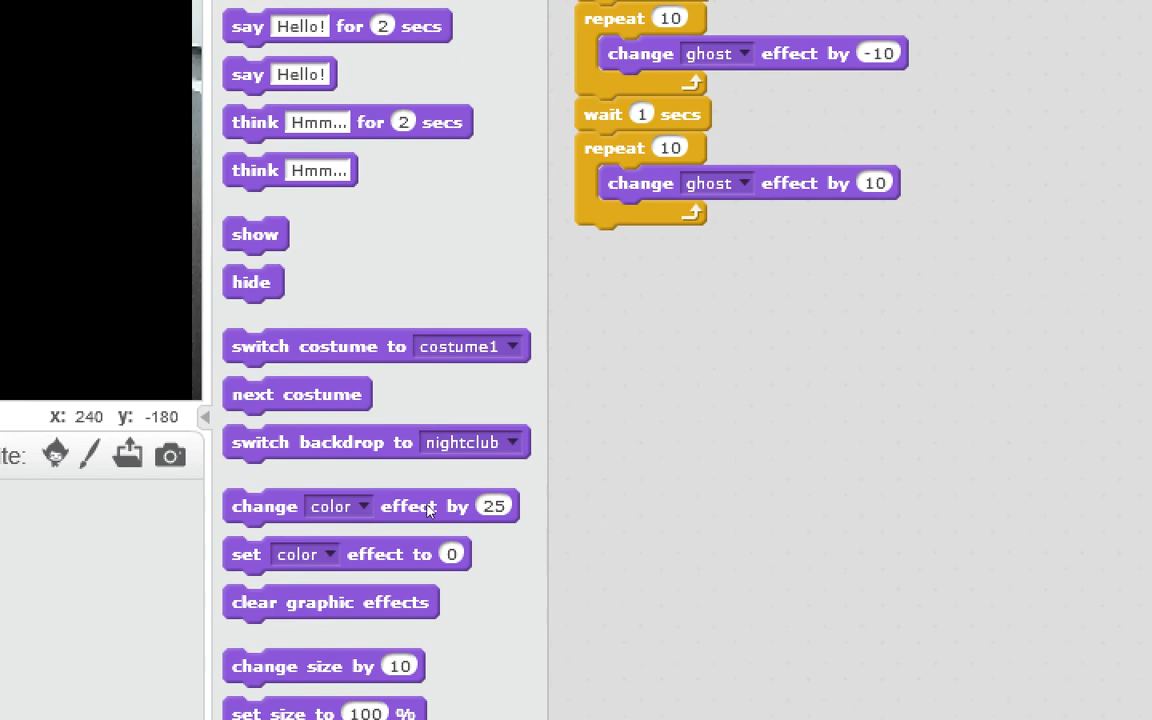 say Hello! for 2 secs
say Hello!
think Hmm... for 2 secs
think Hmm...
show
hide
switch costume to costume1
next costume
switch backdrop to nightclub
change color effect by 25
set color effect to 0
clear graphic effects
change size by 10
set size to 100 %
repeat 10
change ghost effect by -10
wait 1 secs
repeat 10
change ghost effect by 10
x: 240 y: -180
te: